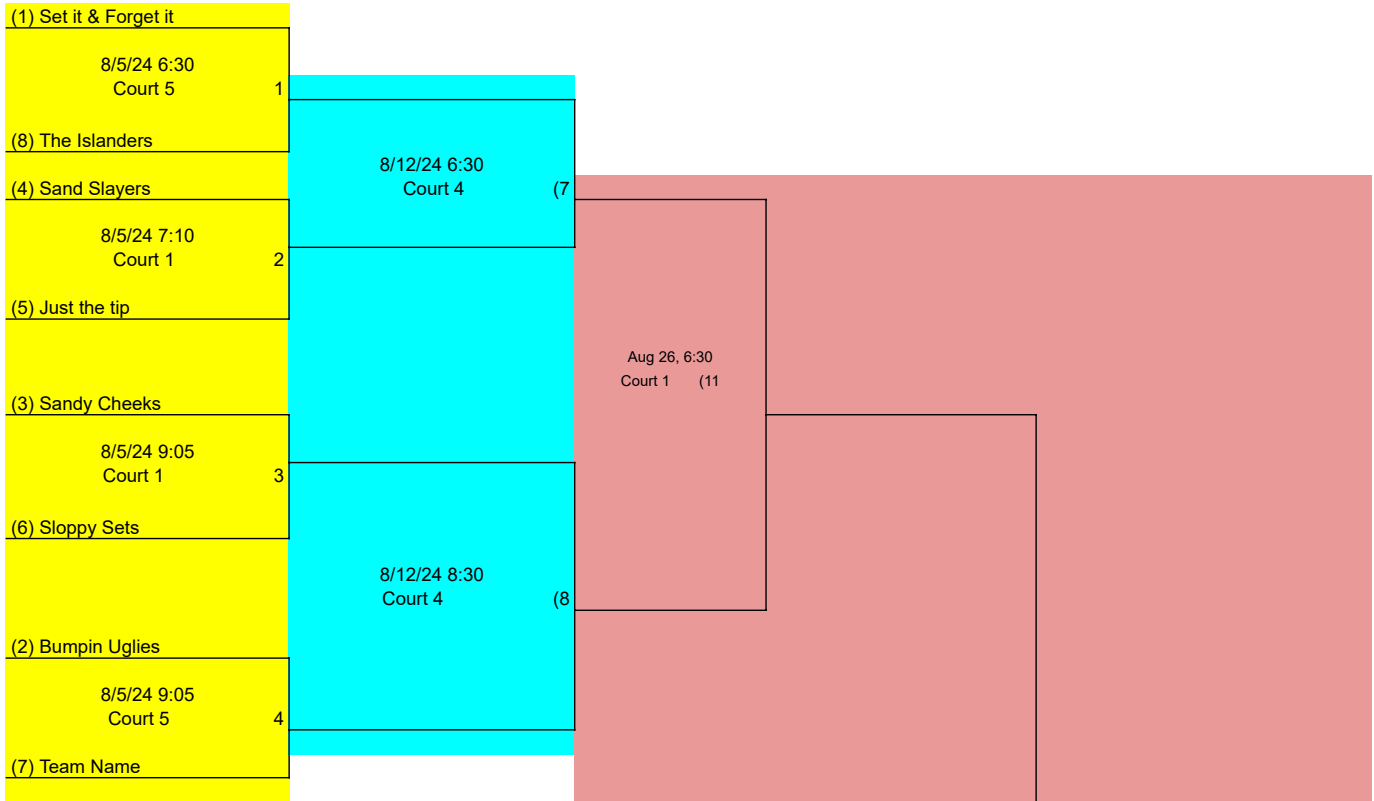 (1) Set it & Forget it
8/5/24 6:30
Court 5 1
(8) The Islanders
8/12/24 6:30
Court 4 (7
(4) Sand Slayers
8/5/24 7:10
Court 1 2
(5) Just the tip
Aug 26, 6:30
Court 1 (11
(3) Sandy Cheeks
8/5/24 9:05
Court 1 3
(6) Sloppy Sets
8/12/24 8:30
Court 4 (8
(2) Bumpin Uglies
8/5/24 9:05
Court 5 4
(7) Team Name